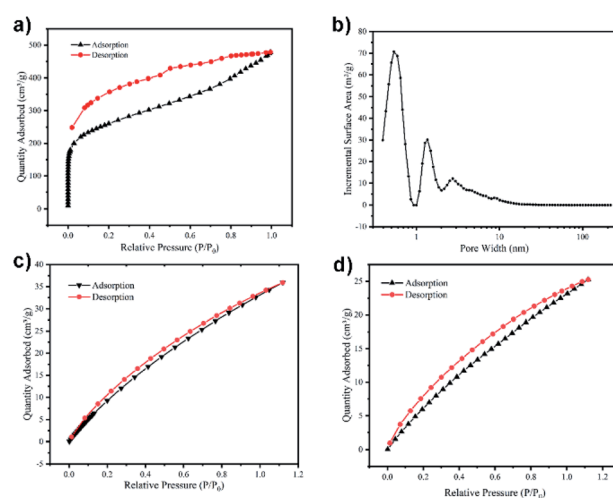 a)
Adsorption
Desorption
Quantity Adsorbed (cm³/g)
500
400
300
200
100
0
0.0 0.2 0.4 0.6 0.8 1.0
Relative Pressure (P/P₀)
b)
Incremental Surface Area (m²/g)
80
70
60
50
40
30
20
10
0
1 10 100
Pore Width (nm)
c)
Adsorption
Desorption
Quantity Adsorbed (cm³/g)
40
35
30
25
20
15
10
5
0
5
0.0 0.2 0.4 0.6 0.8 1.0 1.2
Relative Pressure (P/P₀)
d)
Adsorption
Desorption
Quantity Adsorbed (cm³/g)
25
20
15
10
5
0
0.0 0.2 0.4 0.6 0.8 1.0 1.2
Relative Pressure (P/P₀)